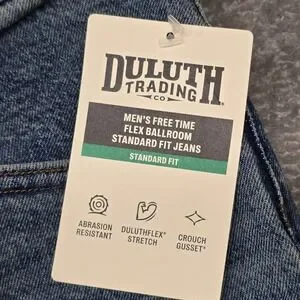 DULUTH
TRADING
CO
MEN'S FREE TIME
FLEX BALLROOM
STANDARD FIT JEANS
STANDARD FIT
ABRASION
RESISTANT
DULUTHFLEX®
STRETCH
CROUCH
GUSSET®